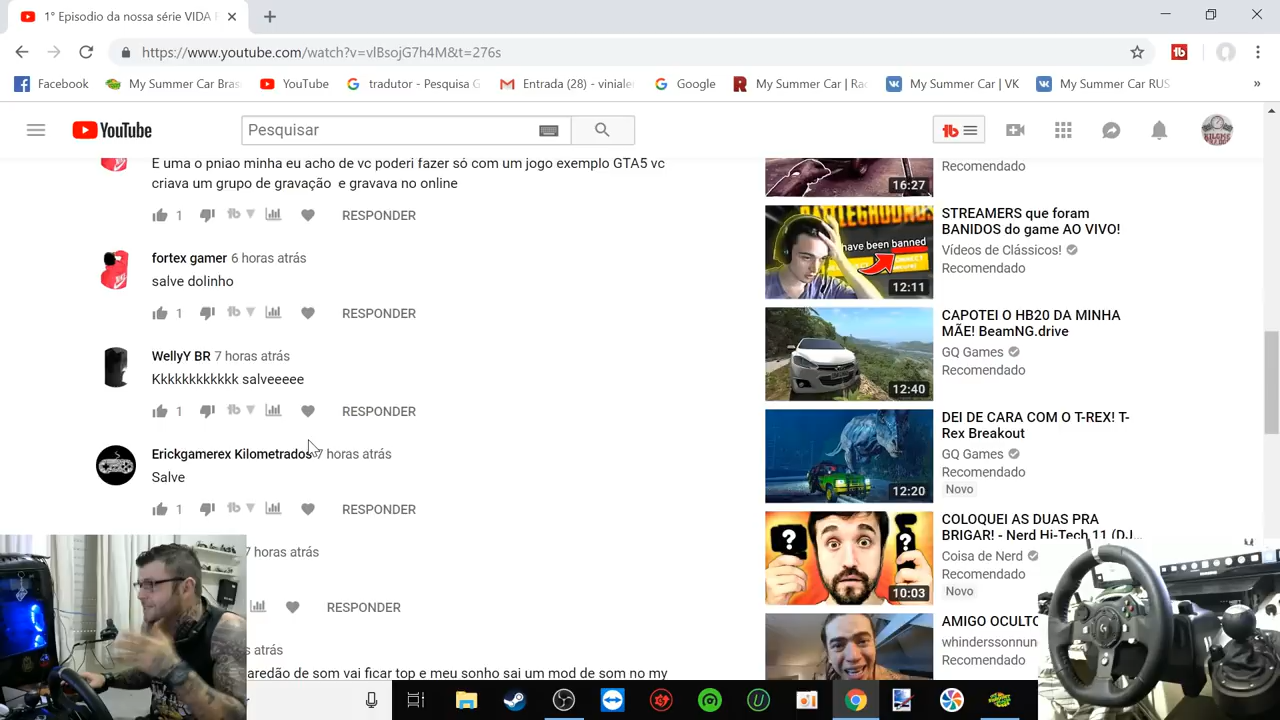 1° Episodio da nossa série VIDA
https://www.youtube.com/watch?v=vlBsojG7h4M&t=276s
Facebook
My Summer Car Bras
YouTube
tradutor - Pesquisa G
Entrada (28) - viniale
Google
My Summer Car | Rac
My Summer Car | VK
My Summer Car RUS
YouTube
Pesquisar
E uma o pniao minha eu acho de vc poderi fazer só com um jogo exemplo GTA5 vc
criava um grupo de gravação e gravava no online
1 RESPONDER
fortex gamer 6 horas atrás
salve dolinho
1 RESPONDER
WellyY BR 7 horas atrás
Kkkkkkkkkkk salveeeee
1 RESPONDER
Erickgamerex Kilometrados 7 horas atrás
Salve
1 RESPONDER
7 horas atrás
RESPONDER
s atrás
aredão de som vai ficar top e meu sonho sai um mod de som no my
16:27
Recomendado
BATTLEGROUNDS
have been banned
12:11
STREAMERS que foram
BANIDOS do game AO VIVO!
Vídeos de Clássicos!
Recomendado
12:40
CAPOTEI O HB20 DA MINHA
MÃE! BeamNG.drive
GQ Games
Recomendado
12:20
DEI DE CARA COM O T-REX! T-
Rex Breakout
GQ Games
Recomendado
Novo
10:03
COLOQUEI AS DUAS PRA
BRIGAR! - Nerd Hi-Tech 11 (DJ...
Coisa de Nerd
Recomendado
Novo
AMIGO OCULTO
whinderssonnun
Recomendado